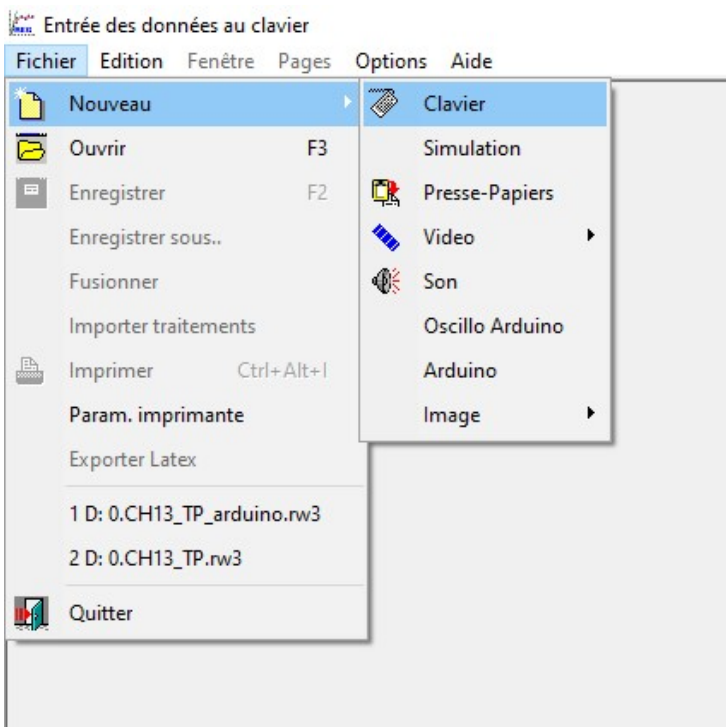 Entrée des données au clavier
Fichier Edition Fenêtre Pages Options Aide
Nouveau
Ouvrir F3
Enregistrer F2
Enregistrer sous..
Fusionner
Importer traitements
Imprimer Ctrl+Alt+I
Param. imprimante
Exporter Latex
1 D: 0.CH13_TP_arduino.rw3
2 D: 0.CH13_TP.rw3
Quitter
Clavier
Simulation
Presse-Papiers
Video
Son
Oscillo Arduino
Arduino
Image